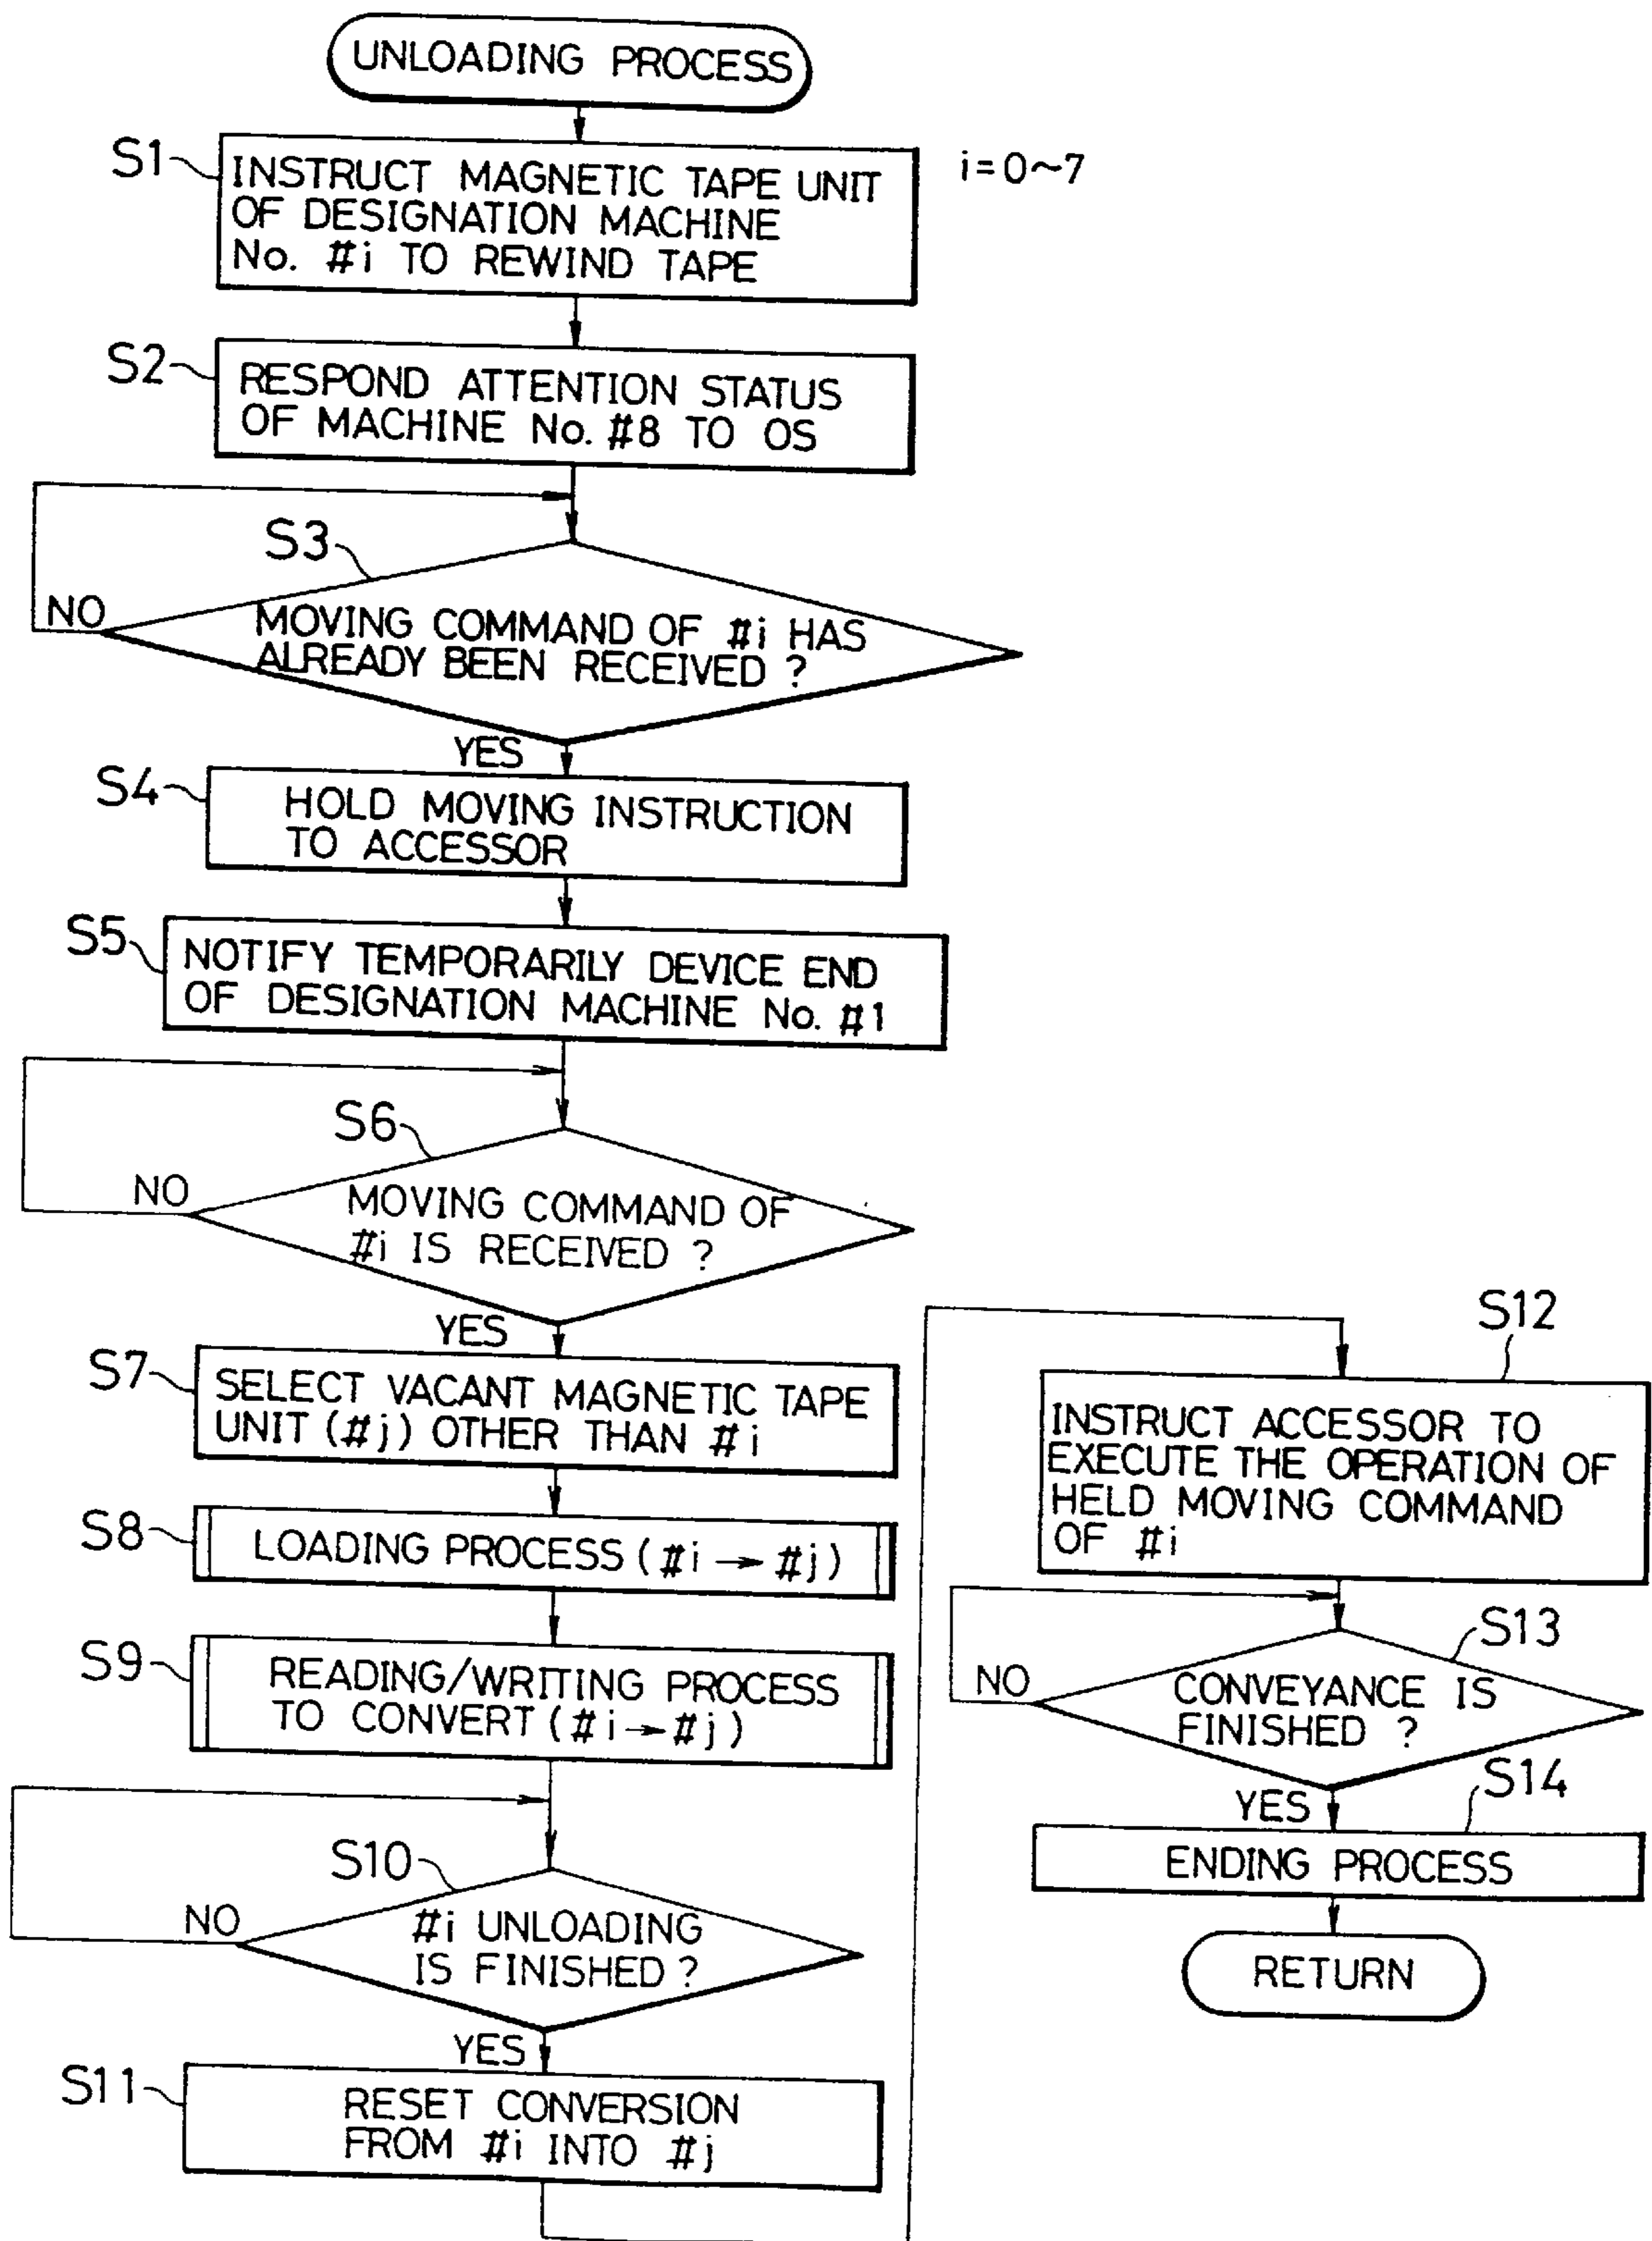 UNLOADING PROCESS
S1
INSTRUCT MAGNETIC TAPE UNIT
OF DESIGNATION MACHINE
No. #i TO REWIND TAPE
i=0~7
S2
RESPOND ATTENTION STATUS
OF MACHINE No. #8 TO OS
S3
NO
MOVING COMMAND OF #i HAS
ALREADY BEEN RECEIVED ?
YES
S4
HOLD MOVING INSTRUCTION
TO ACCESSOR
S5
NOTIFY TEMPORARILY DEVICE END
OF DESIGNATION MACHINE No. #1
S6
NO
MOVING COMMAND OF
#i IS RECEIVED ?
YES
S7
SELECT VACANT MAGNETIC TAPE
UNIT (#j) OTHER THAN #i
S8
LOADING PROCESS (#i → #j)
S9
READING/WRITING PROCESS
TO CONVERT (#i → #j)
S10
NO
#i UNLOADING
IS FINISHED ?
YES
S11
RESET CONVERSION
FROM #i INTO #j
S12
INSTRUCT ACCESSOR TO
EXECUTE THE OPERATION OF
HELD MOVING COMMAND
OF #i
S13
NO
CONVEYANCE IS
FINISHED ?
YES
S14
ENDING PROCESS
RETURN